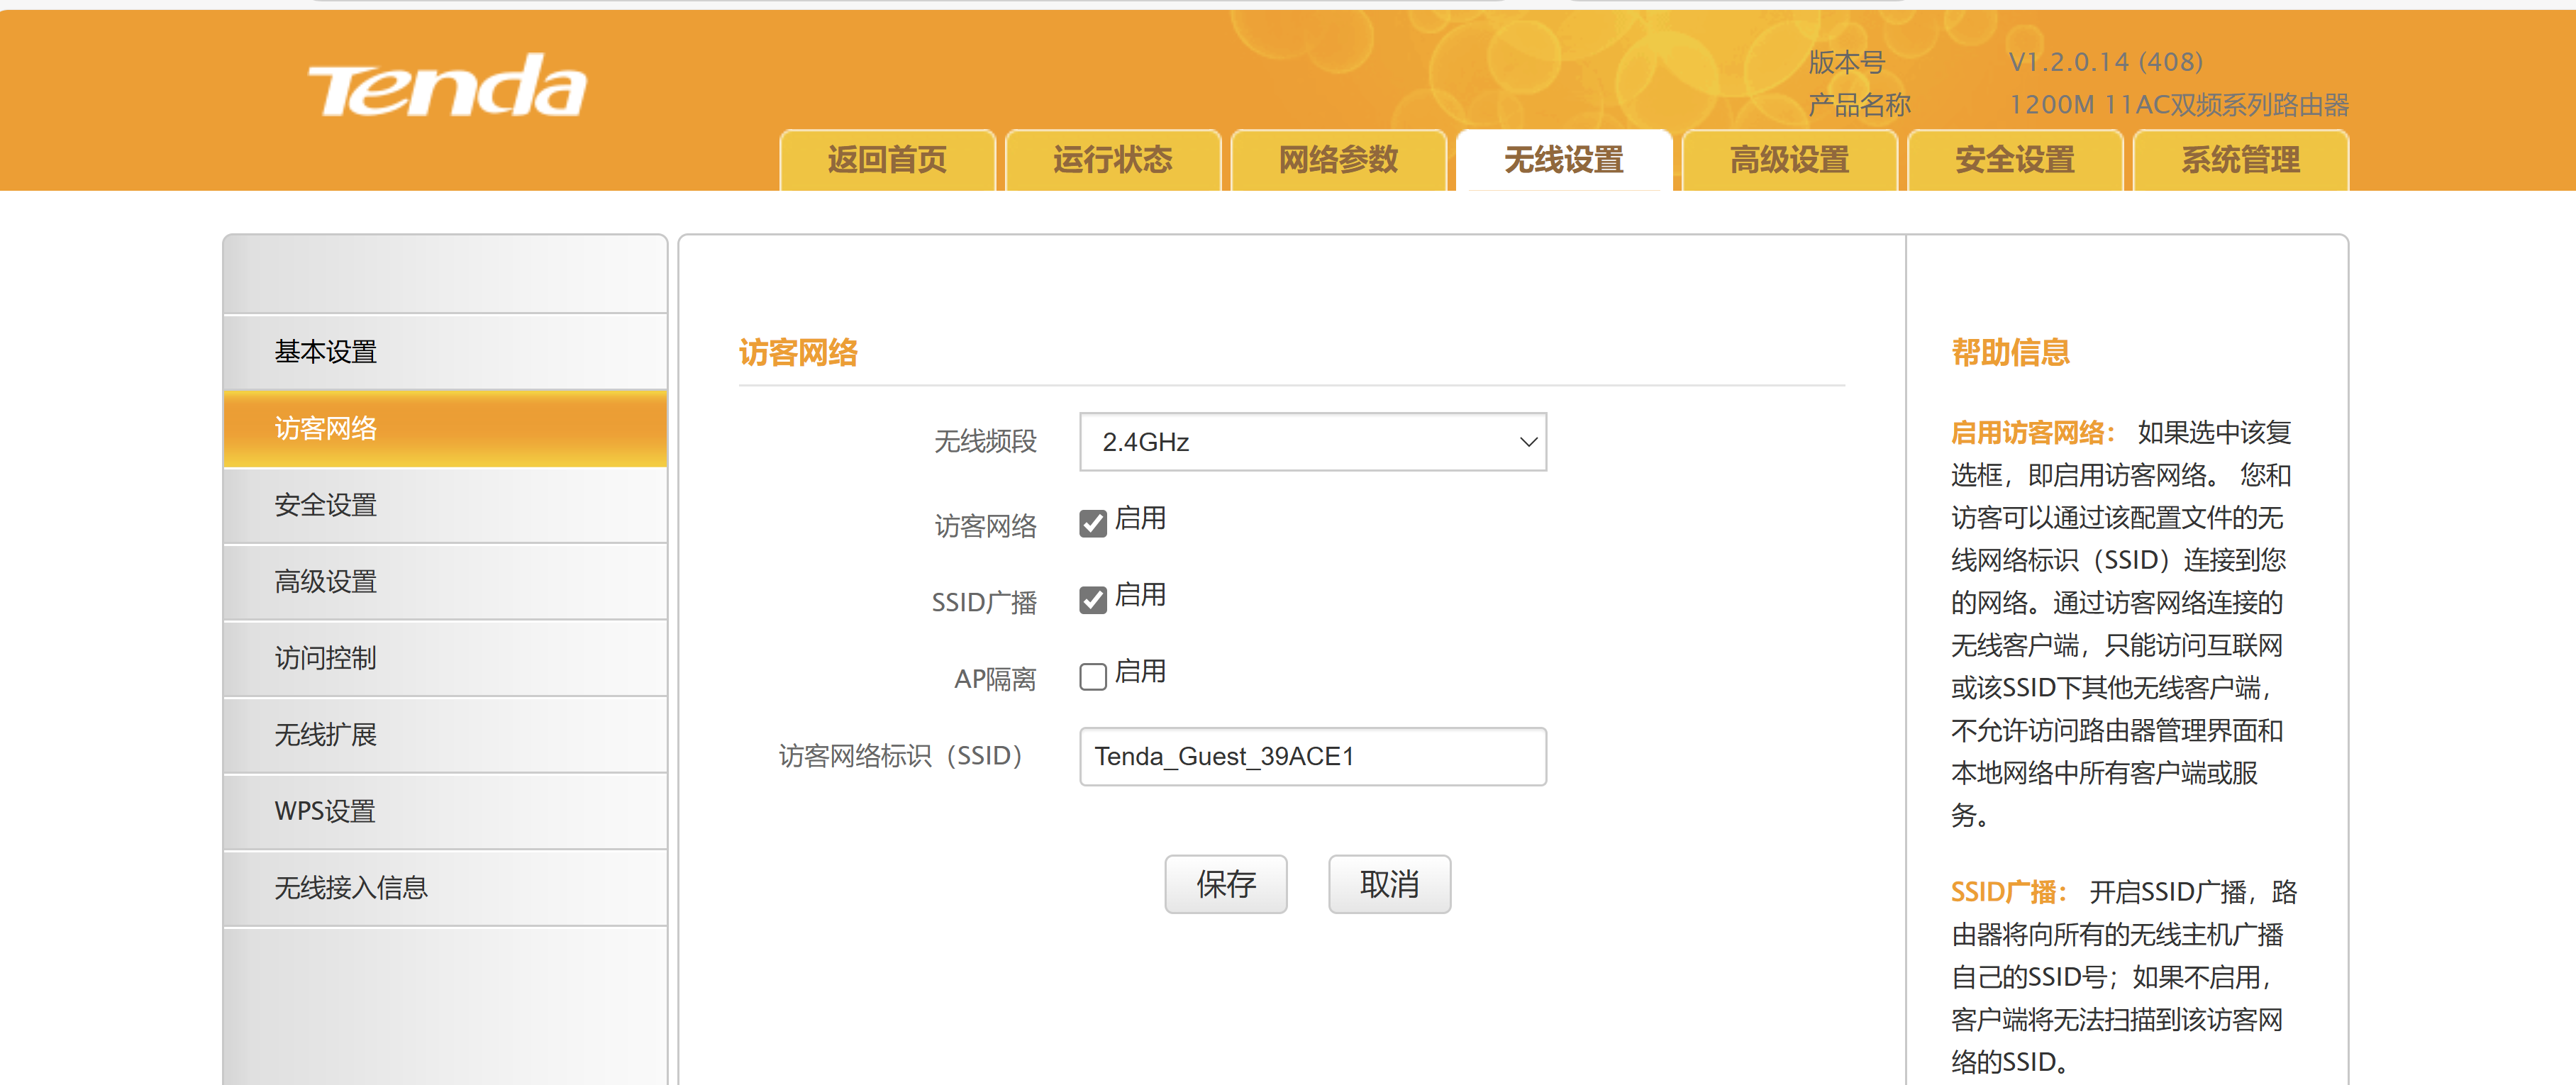 Tenda
版本号 V1.2.0.14 (408)
产品名称 1200M 11AC双频系列路由器
返回首页 运行状态 网络参数 无线设置 高级设置 安全设置 系统管理
基本设置
访客网络
安全设置
高级设置
访问控制
无线扩展
WPS设置
无线接入信息
访客网络
无线频段 2.4GHz
访客网络 启用
SSID广播 启用
AP隔离 启用
访客网络标识（SSID） Tenda_Guest_39ACE1
保存 取消
帮助信息
启用访客网络： 如果选中该复
选框，即启用访客网络。 您和
访客可以通过该配置文件的无
线网络标识（SSID）连接到您
的网络。通过访客网络连接的
无线客户端，只能访问互联网
或该SSID下其他无线客户端，
不允许访问路由器管理界面和
本地网络中所有客户端或服
务。
SSID广播： 开启SSID广播，路
由器将向所有的无线主机广播
自己的SSID号；如果不启用，
客户端将无法扫描到该访客网
络的SSID。